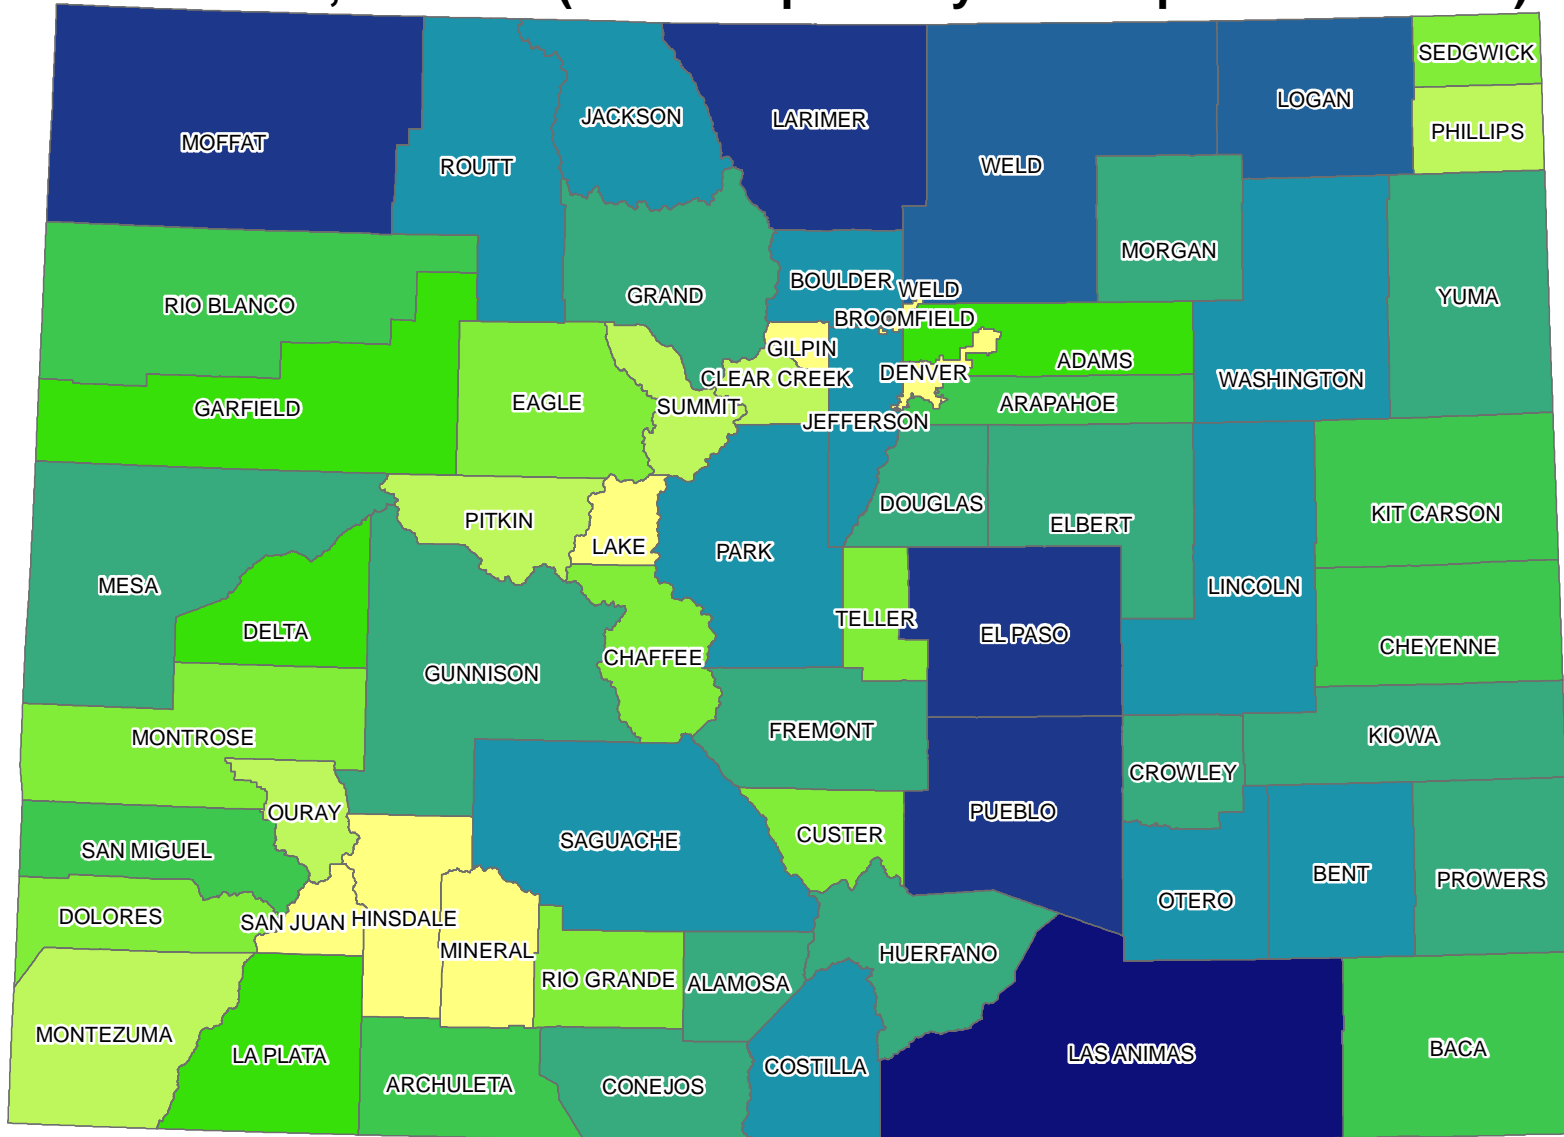 SEDGWICK
LOGAN
JACKSON
LARIMER
PHILLIPS
MOFFAT
ROUTT
WELD
MORGAN
BOULDER
WELD
GRAND
YUMA
RIO BLANCO
BROOMFIELD
GILPIN
ADAMS
DENVER
CLEAR CREEK
WASHINGTON
EAGLE
ARAPAHOE
SUMMIT
GARFIELD
JEFFERSON
DOUGLAS
KIT CARSON
PITKIN
ELBERT
LAKE
PARK
MESA
LINCOLN
TELLER
DELTA
EL PASO
CHEYENNE
CHAFFEE
GUNNISON
FREMONT
KIOWA
MONTROSE
CROWLEY
OURAY
PUEBLO
CUSTER
SAGUACHE
SAN MIGUEL
BENT
PROWERS
OTERO
DOLORES
SAN JUAN
HINSDALE
MINERAL
HUERFANO
RIO GRANDE
ALAMOSA
MONTEZUMA
LA PLATA
LAS ANIMAS
BACA
COSTILLA
ARCHULETA
CONEJOS